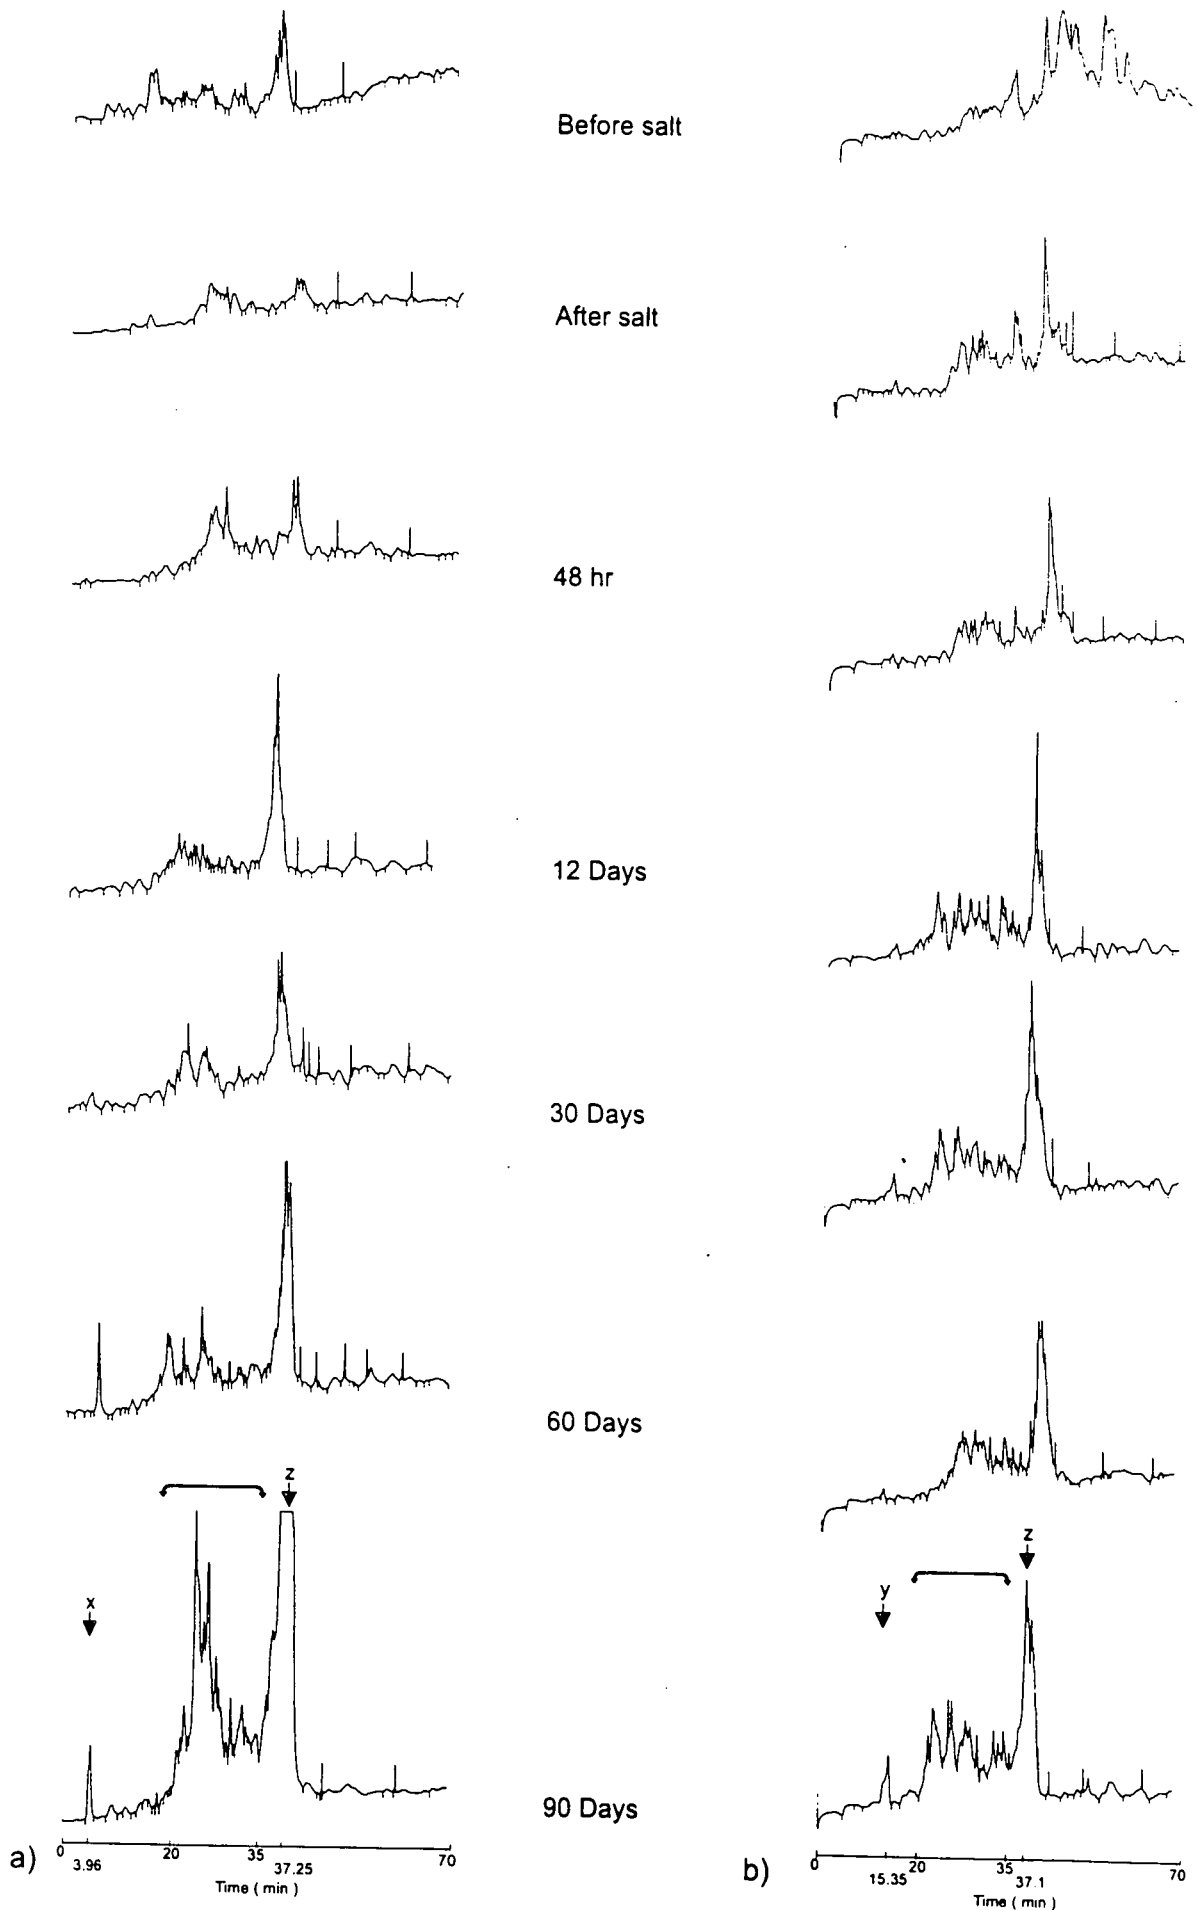 Before salt
After salt
48 hr
12 Days
30 Days
60 Days
z
x
z
y
90 Days
a) 0 3.96 20 35 37.25 70
Time ( min )
b) 0 15.35 20 35 37.1 70
Time ( min )